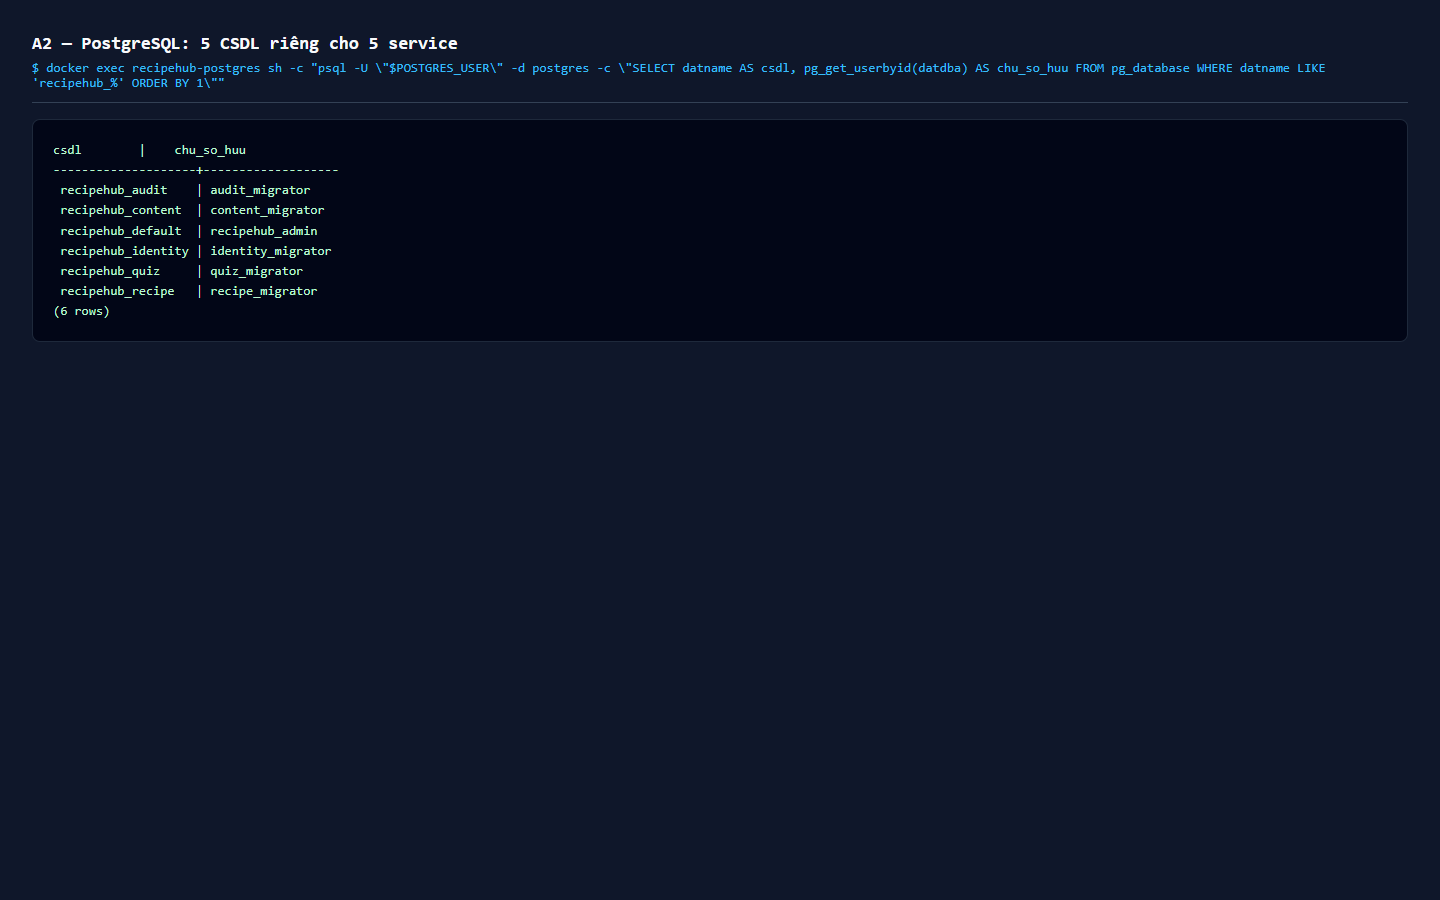 A2 — PostgreSQL: 5 CSDL riêng cho 5 service
$ docker exec recipehub-postgres sh -c "psql -U \"$POSTGRES_USER\" -d postgres -c \"SELECT datname AS csdl, pg_get_userbyid(datdba) AS chu_so_huu FROM pg_database WHERE datname LIKE
'recipehub_%' ORDER BY 1\""
csdl        |    chu_so_huu
--------------------+-------------------
 recipehub_audit    | audit_migrator
 recipehub_content  | content_migrator
 recipehub_default  | recipehub_admin
 recipehub_identity | identity_migrator
 recipehub_quiz     | quiz_migrator
 recipehub_recipe   | recipe_migrator
(6 rows)